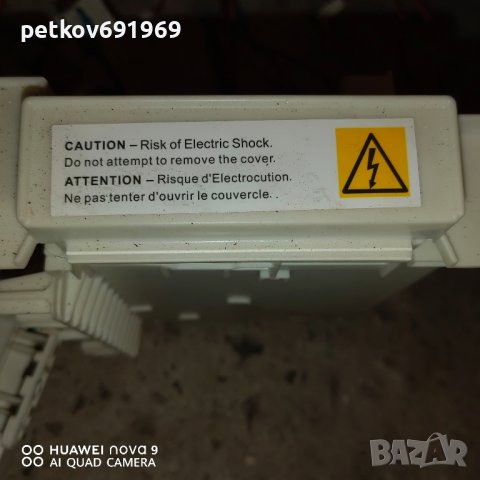 petkov691969
CAUTION – Risk of Electric Shock.
Do not attempt to remove the cover.
ATTENTION – Risque d'Electrocution.
Ne pas tenter d'ouvrir le couvercle. .
HUAWEI nova 9
AI QUAD CAMERA
BAZAR